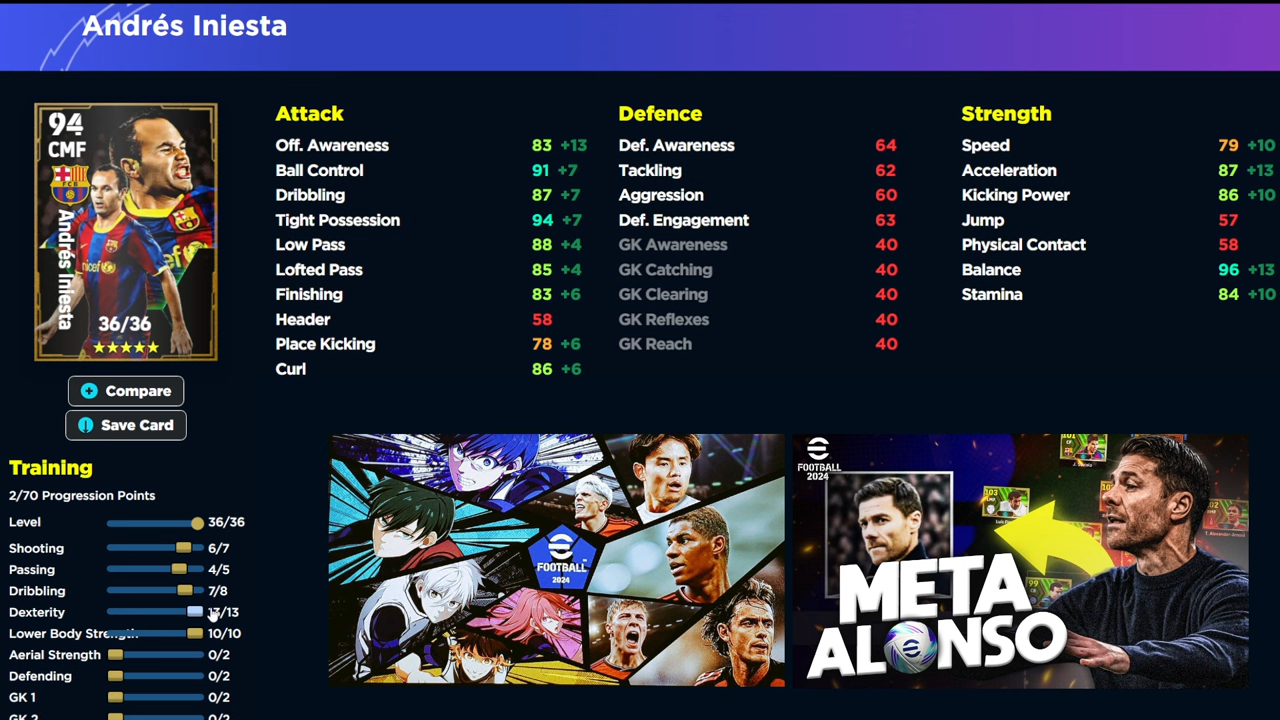 Andrés Iniesta
94
CMF
Andrés Iniesta
36/36
Compare
Save Card
Attack
Off. Awareness 83 +13
Ball Control 91 +7
Dribbling 87 +7
Tight Possession 94 +7
Low Pass 88 +4
Lofted Pass 85 +4
Finishing 83 +6
Header 58
Place Kicking 78 +6
Curl 86 +6
Defence
Def. Awareness 64
Tackling 62
Aggression 60
Def. Engagement 63
GK Awareness 40
GK Catching 40
GK Clearing 40
GK Reflexes 40
GK Reach 40
Strength
Speed 79 +10
Acceleration 87 +13
Kicking Power 86 +10
Jump 57
Physical Contact 58
Balance 96 +13
Stamina 84 +10
Training
2/70 Progression Points
Level 36/36
Shooting 6/7
Passing 4/5
Dribbling 7/8
Dexterity 13/13
Lower Body Strength 10/10
Aerial Strength 0/2
Defending 0/2
GK 1 0/2
GK 2 0/2
FOOTBALL
2024
FOOTBALL
2024
103
99
META
ALONSO